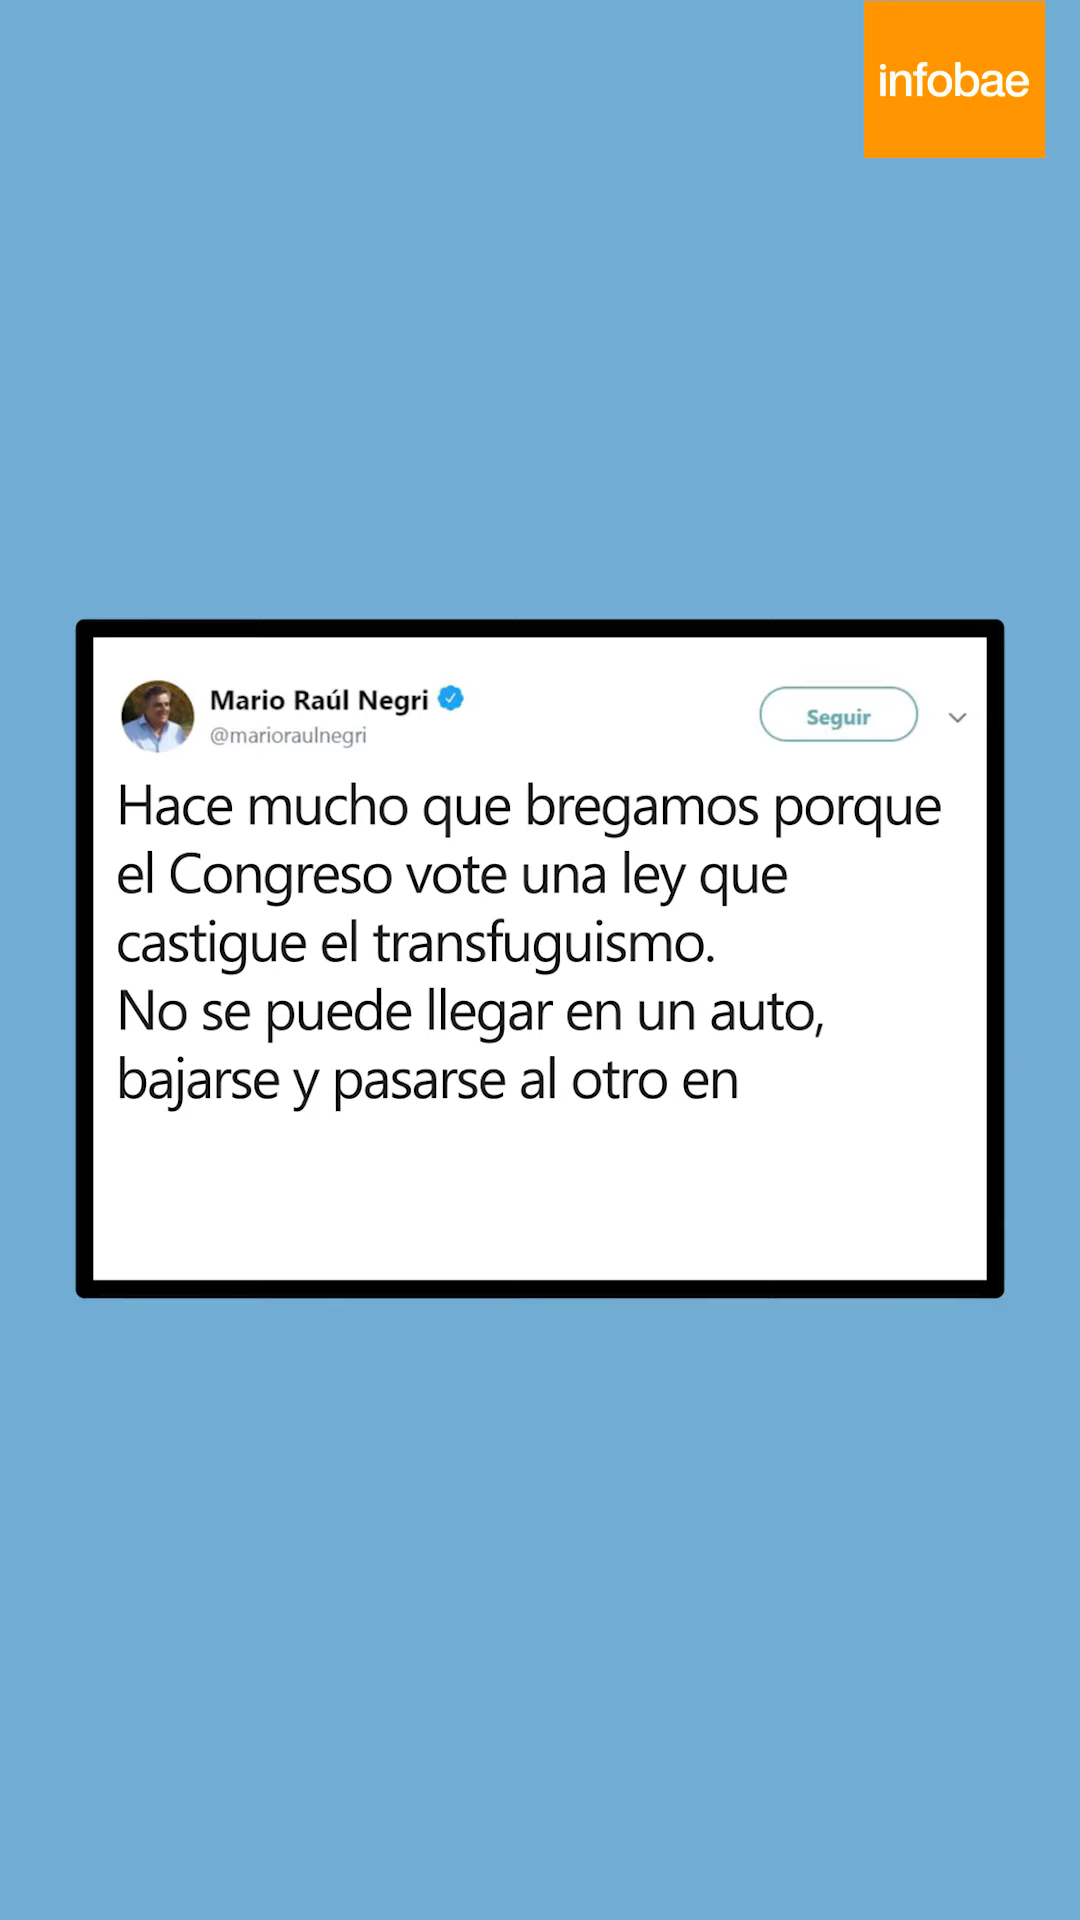 infobae
Mario Raúl Negri
@marioraulnegri
Seguir
Hace mucho que bregamos porque
el Congreso vote una ley que
castigue el transfuguismo.
No se puede llegar en un auto,
bajarse y pasarse al otro en